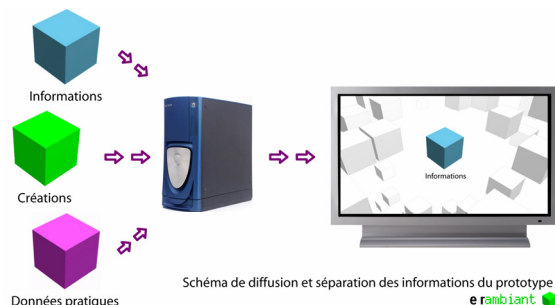 Informations
Créations
Données pratiques
Informations
Schéma de diffusion et séparation des informations du prototype
e rambiant